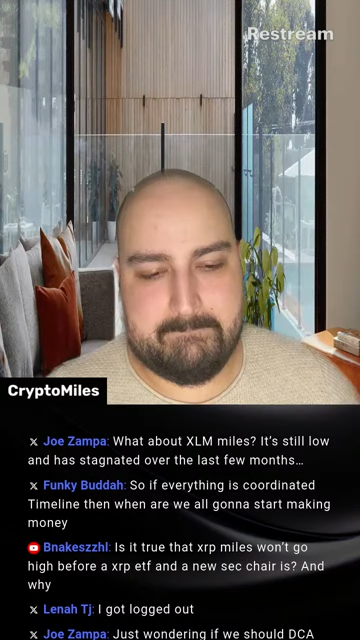 Restream
CryptoMiles
Joe Zampa: What about XLM miles? It's still low
and has stagnated over the last few months…
Funky Buddah: So if everything is coordinated
Timeline then when are we all gonna start making
money
Bnakeszzhl: Is it true that xrp miles won't go
high before a xrp etf and a new sec chair is? And
why
Lenah Tj: I got logged out
Joe Zampa: Just wondering if we should DCA